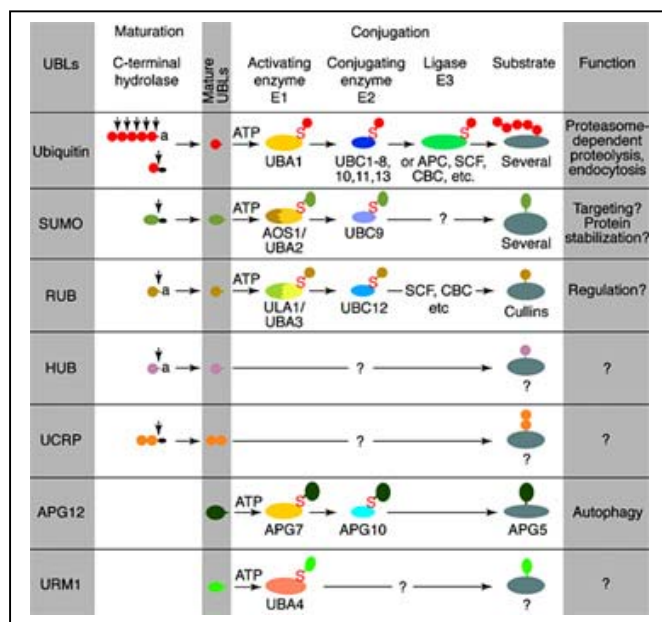 Maturation Conjugation
UBLs C-terminal hydrolase Mature UBLs Activating enzyme E1 Conjugating enzyme E2 Ligase E3 Substrate Function
Ubiquitin
a
ATP
S S S
UBA1
UBC1-8,
10,11,13
or APC, SCF,
CBC, etc.
Several
Proteasome-
dependent
proteolysis,
endocytosis
SUMO
ATP
S S
AOS1/
UBA2
UBC9
?
Several
Targeting?
Protein
stabilization?
RUB
a
ATP
S S
ULA1/
UBA3
UBC12
SCF, CBC
etc
Cullins
Regulation?
HUB
a
?
?
?
UCRP
?
?
?
APG12
ATP
S S
APG7
APG10
APG5
Autophagy
URM1
ATP
S
UBA4
?
?
?